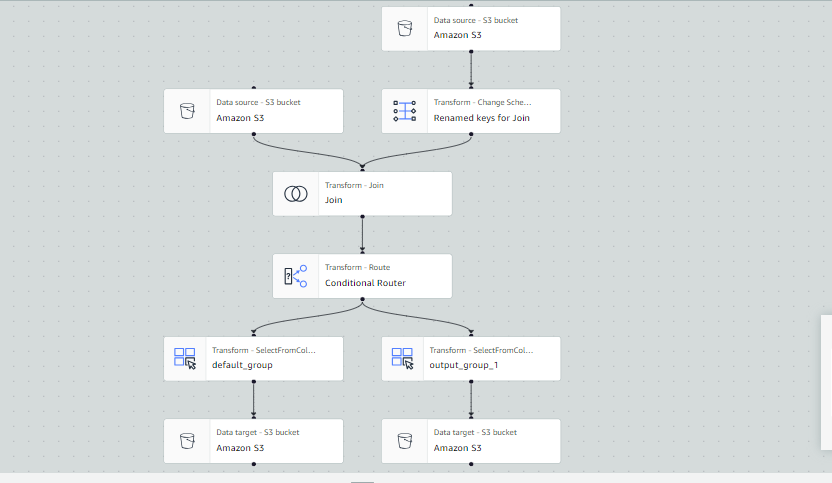 Data source - S3 bucket
Amazon S3
Data source - S3 bucket
Amazon S3
Transform - Change Sche...
Renamed keys for Join
Transform - Join
Join
?
Transform - Route
Conditional Router
Transform - SelectFromCol...
default_group
Transform - SelectFromCol...
output_group_1
Data target - S3 bucket
Amazon S3
Data target - S3 bucket
Amazon S3